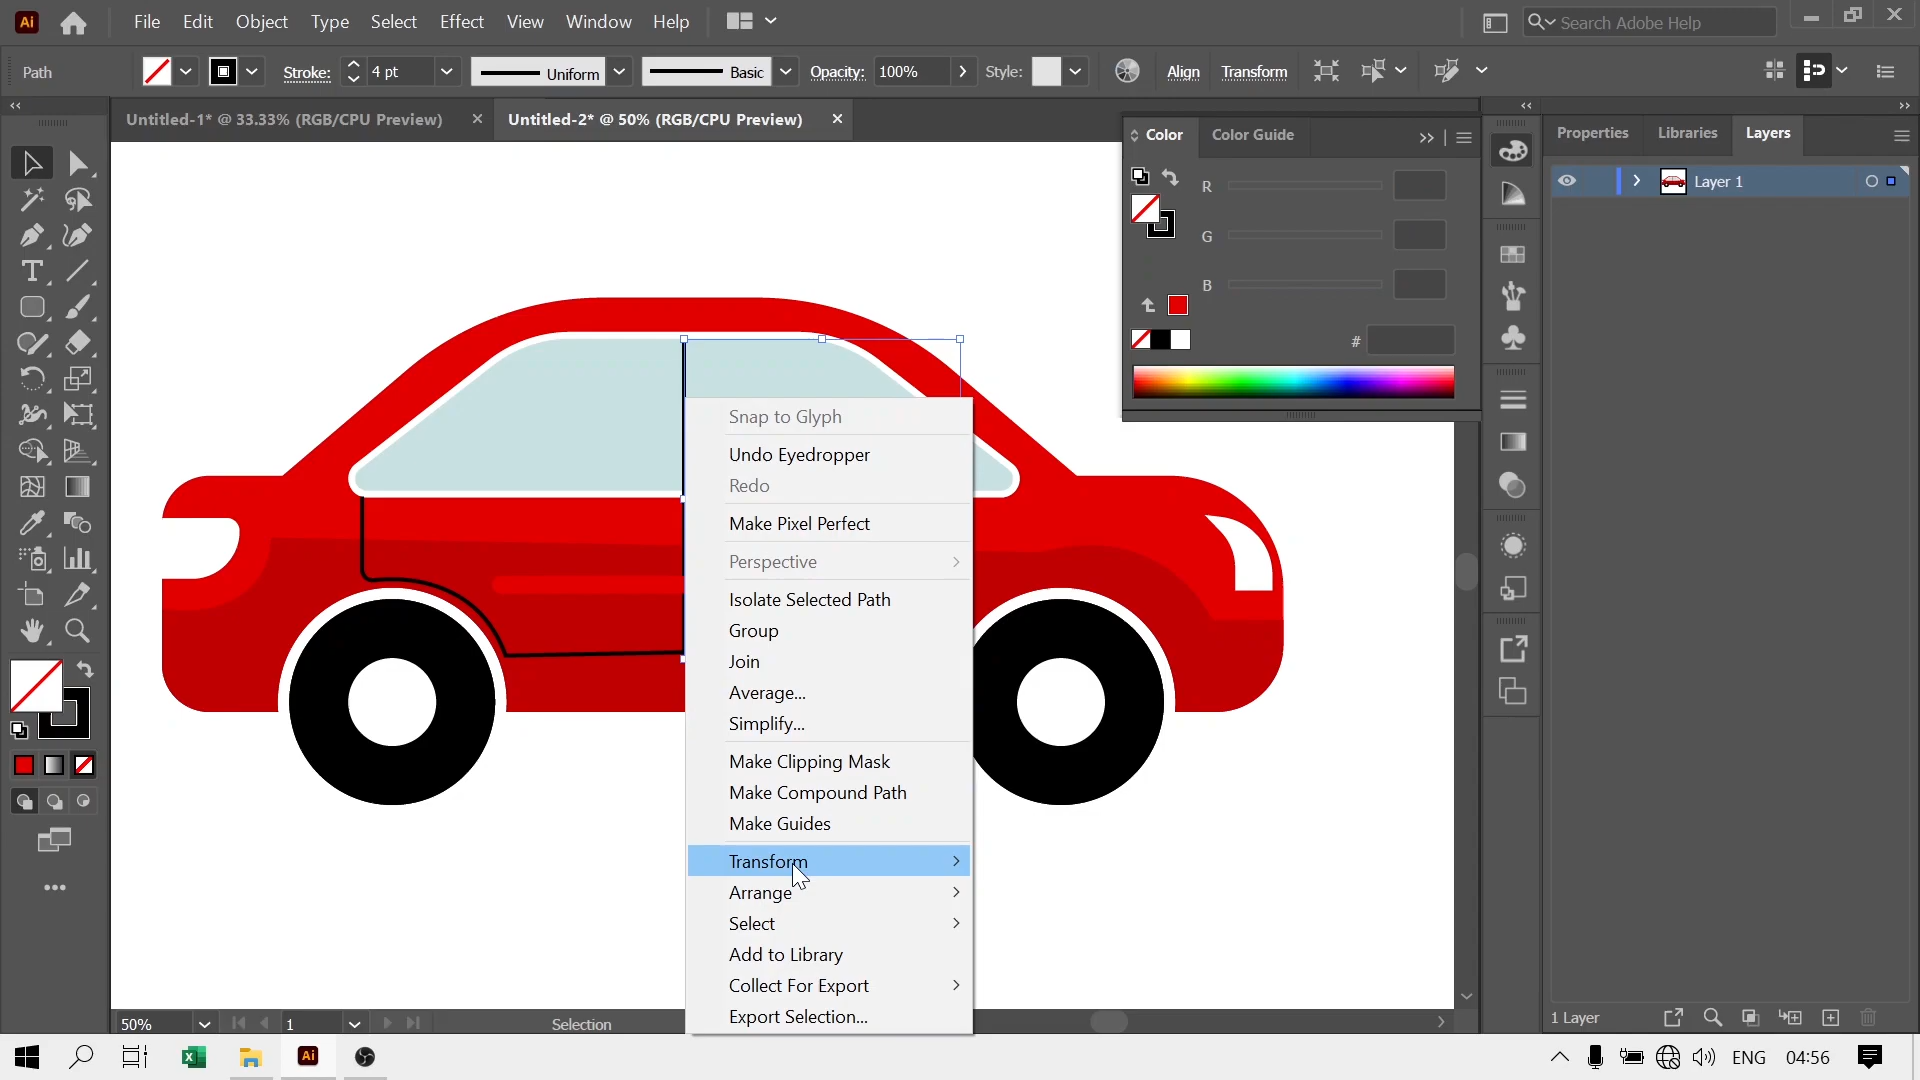 Ai
File Edit Object Type Select Effect View Window Help
Search Adobe Help
Path
Stroke: 4 pt Uniform Basic Opacity: 100% Style: Align Transform
Untitled-1* @ 33.33% (RGB/CPU Preview)
Untitled-2* @ 50% (RGB/CPU Preview)
Color Color Guide
R
G
B
#
Properties Libraries Layers
Layer 1
Snap to Glyph
Undo Eyedropper
Redo
Make Pixel Perfect
Perspective
Isolate Selected Path
Group
Join
Average...
Simplify...
Make Clipping Mask
Make Compound Path
Make Guides
Transform
Arrange
Select
Add to Library
Collect For Export
Export Selection...
50% 1 Selection
1 Layer
Ai
ENG 04:56